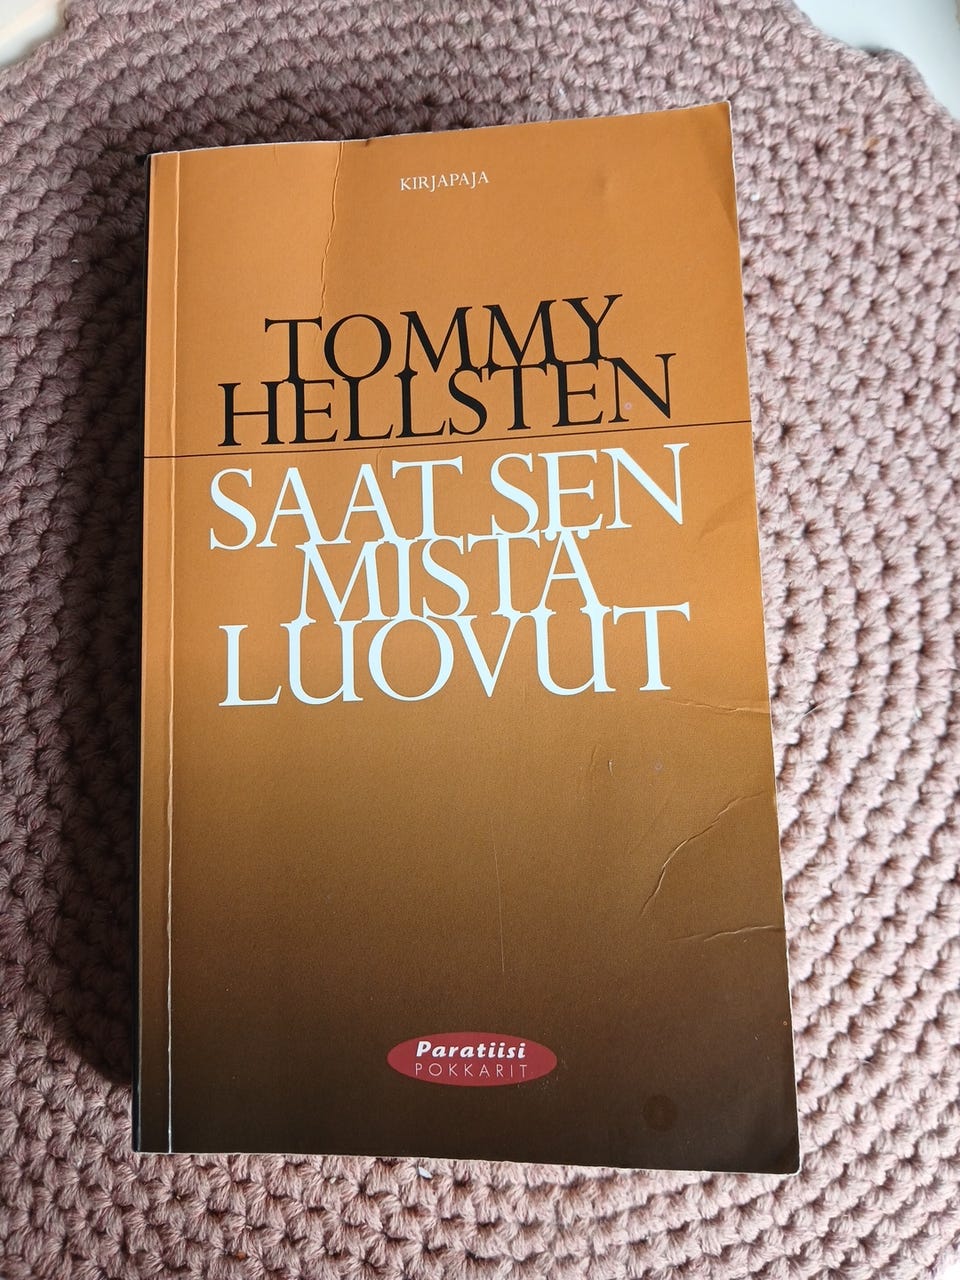 KIRJAPAJA
TOMMY
HELLSTEN
SAAT SEN
MISTÄ
LUOVUT
Paratiisi
POKKARIT